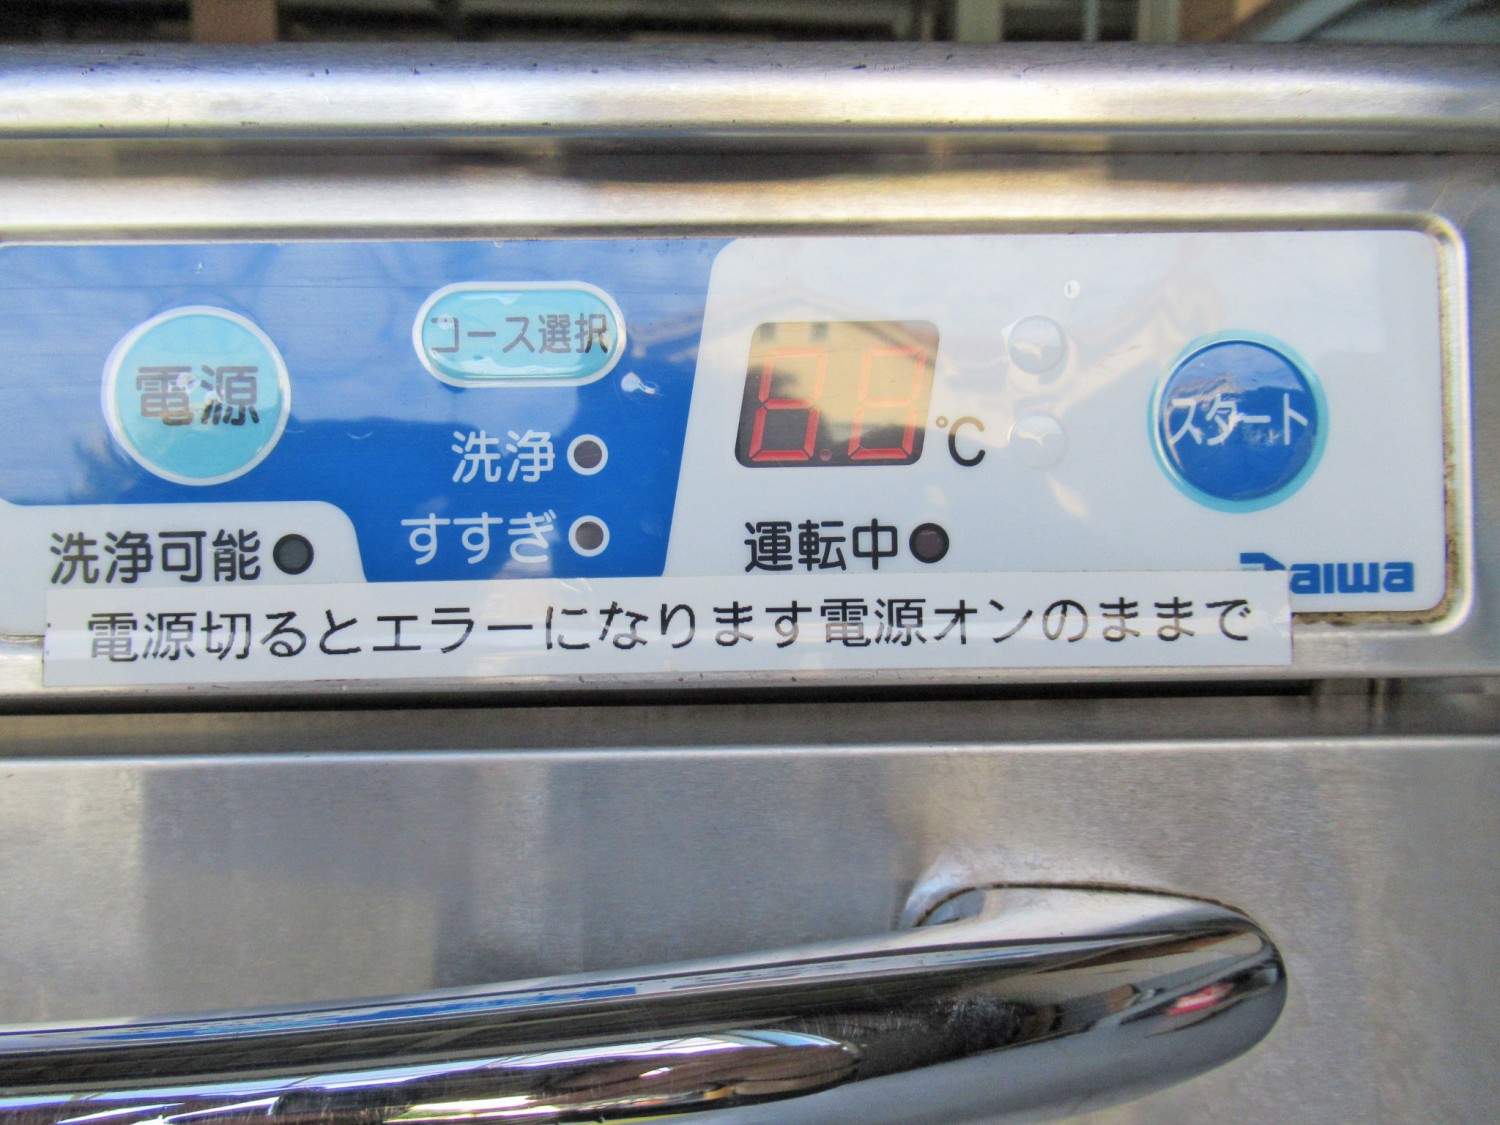 電源
コース選択
洗浄
すすぎ
洗浄可能
℃
運転中
スタート
Daiwa
電源切るとエラーになります電源オンのままで